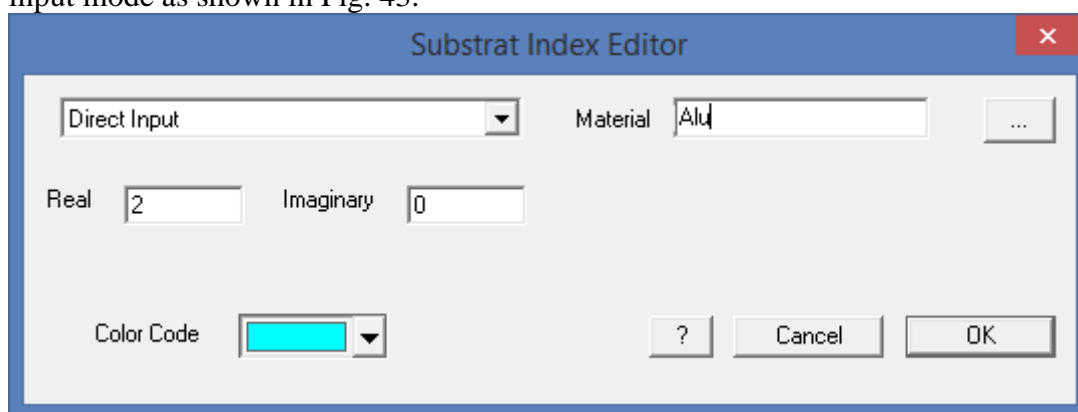 input mode as shown in Fig. 43.
Substrat Index Editor
×
Direct Input Material Alu ...
Real 2 Imaginary 0
Color Code ? Cancel OK